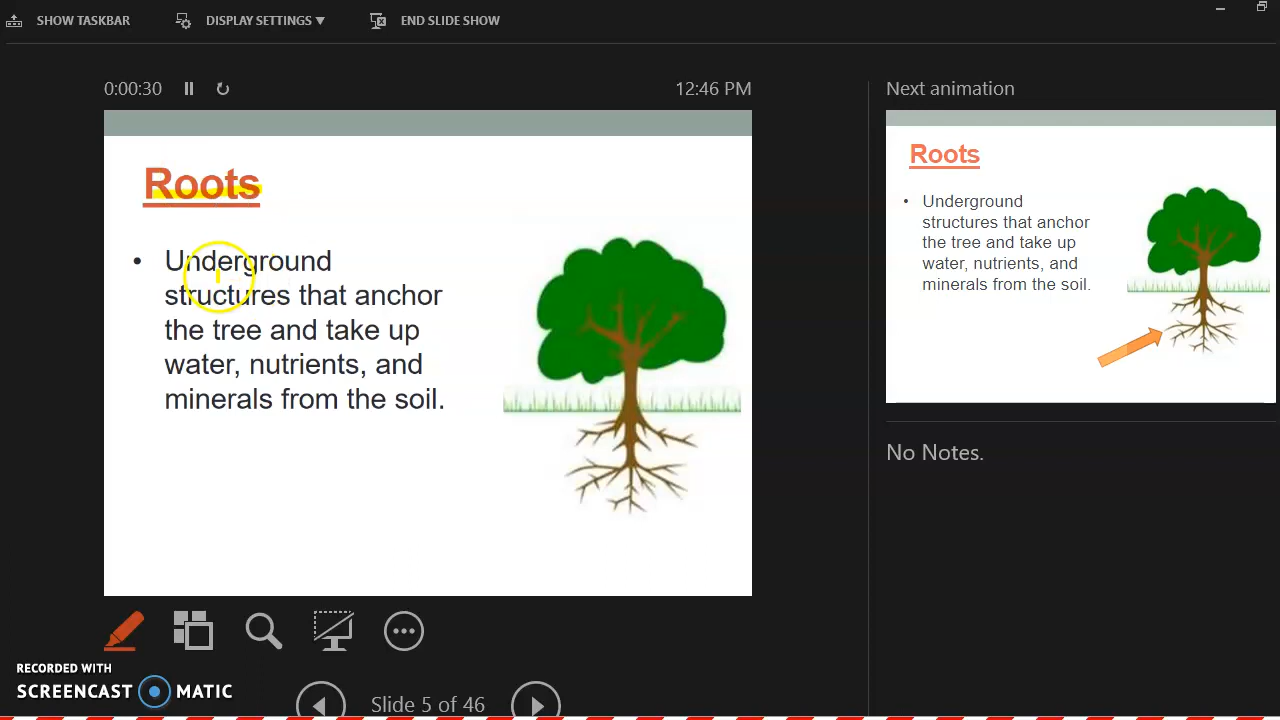 SHOW TASKBAR
DISPLAY SETTINGS ▼
END SLIDE SHOW
0:00:30
12:46 PM
Next animation
Roots
• Underground
structures that anchor
the tree and take up
water, nutrients, and
minerals from the soil.
Roots
• Underground
structures that anchor
the tree and take up
water, nutrients, and
minerals from the soil.
No Notes.
RECORDED WITH
SCREENCAST MATIC
Slide 5 of 46